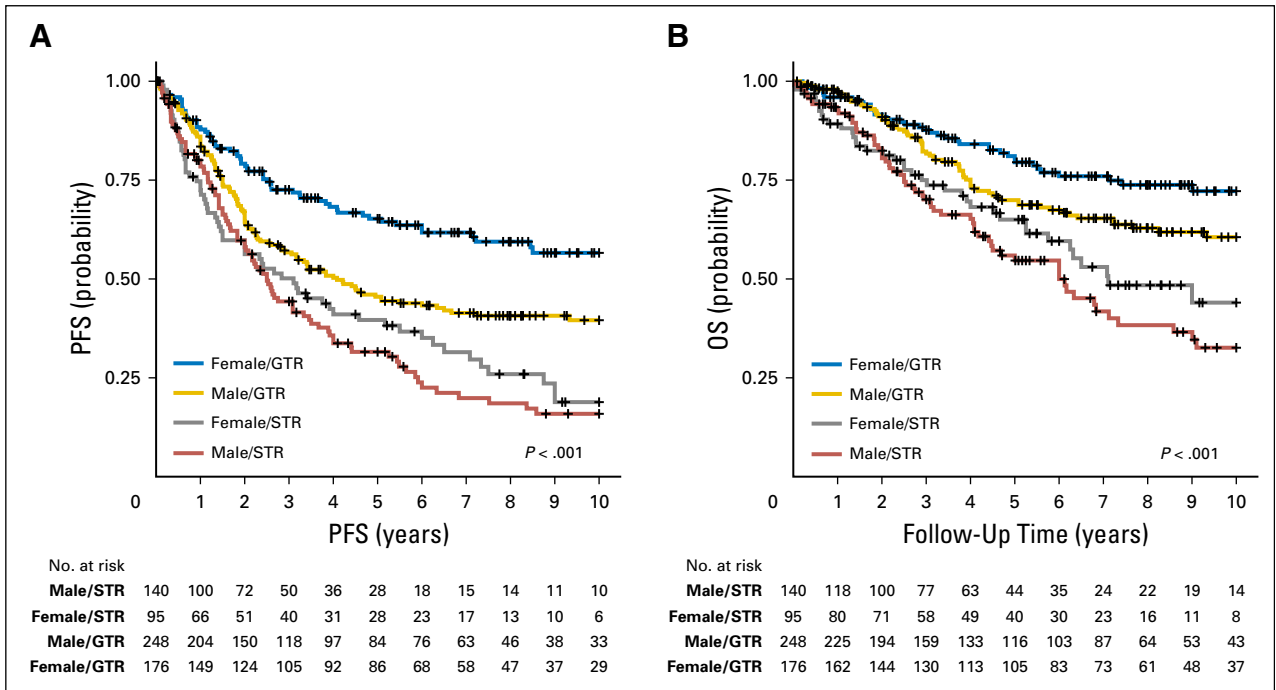 A
PFS (probability)
1.00
0.75
0.50
0.25
Female/GTR
Male/GTR
Female/STR
Male/STR
P < .001
0 1 2 3 4 5 6 7 8 9 10
PFS (years)
No. at risk
Male/STR 140 100 72 50 36 28 18 15 14 11 10
Female/STR 95 66 51 40 31 28 23 17 13 10 6
Male/GTR 248 204 150 118 97 84 76 63 46 38 33
Female/GTR 176 149 124 105 92 86 68 58 47 37 29
B
OS (probability)
1.00
0.75
0.50
0.25
Female/GTR
Male/GTR
Female/STR
Male/STR
P < .001
0 1 2 3 4 5 6 7 8 9 10
Follow-Up Time (years)
No. at risk
Male/STR 140 118 100 77 63 44 35 24 22 19 14
Female/STR 95 80 71 58 49 40 30 23 16 11 8
Male/GTR 248 225 194 159 133 116 103 87 64 53 43
Female/GTR 176 162 144 130 113 105 83 73 61 48 37